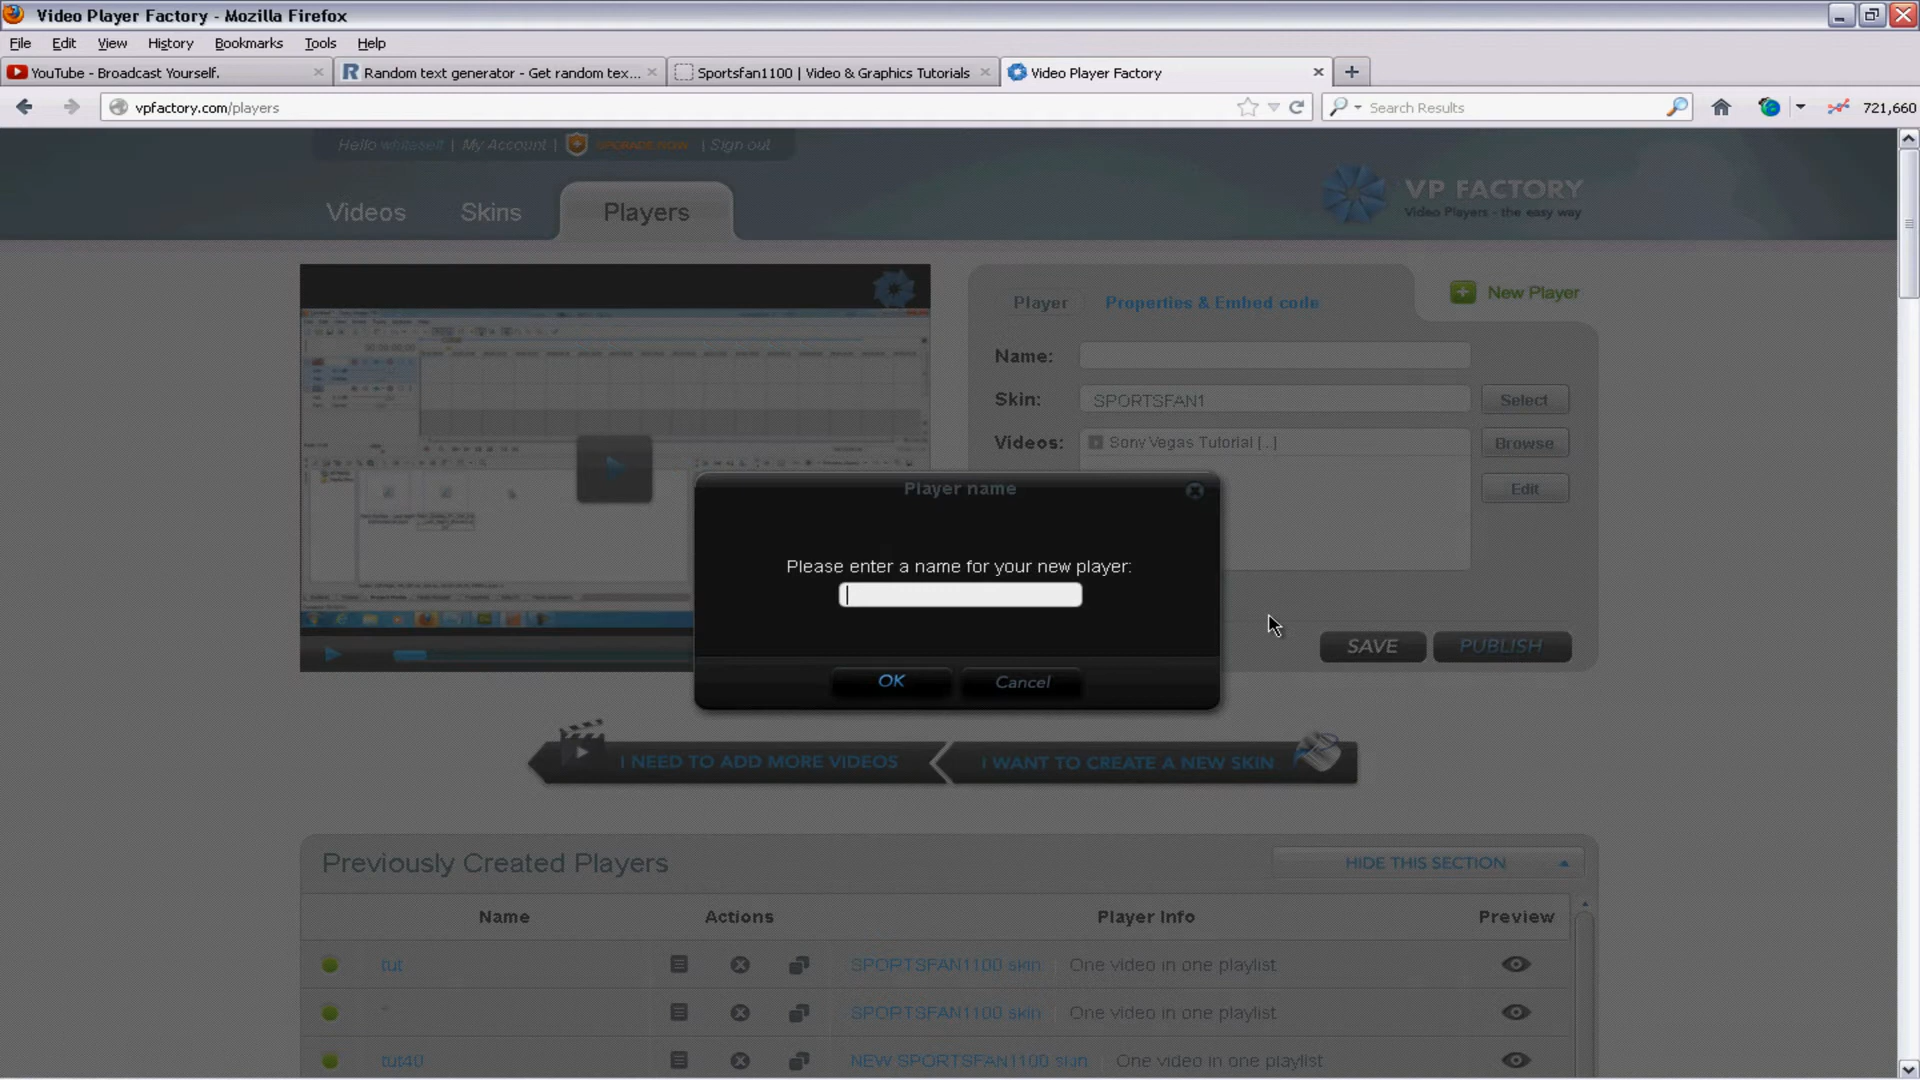 Video Player Factory - Mozilla Firefox
File Edit View History Bookmarks Tools Help
YouTube - Broadcast Yourself.
Random text generator - Get random tex...
Sportsfan1100 | Video & Graphics Tutorials
Video Player Factory
vpfactory.com/players
Search Results
721,660
Hello whiteself | My Account | UPGRADE NOW | Sign out
Videos Skins Players
VP FACTORY
Video Players - the easy way
Player Properties & Embed code
New Player
Name:
Skin: SPORTSFAN1 Select
Videos: Sony Vegas Tutorial [..] Browse
Edit
Player name
Please enter a name for your new player:
OK Cancel
SAVE PUBLISH
I NEED TO ADD MORE VIDEOS
I WANT TO CREATE A NEW SKIN
Previously Created Players
HIDE THIS SECTION
Name Actions Player Info Preview
tut SPORTSFAN1100 skin One video in one playlist
SPORTSFAN1100 skin One video in one playlist
tut40 NEW SPORTSFAN1100 skin One video in one playlist